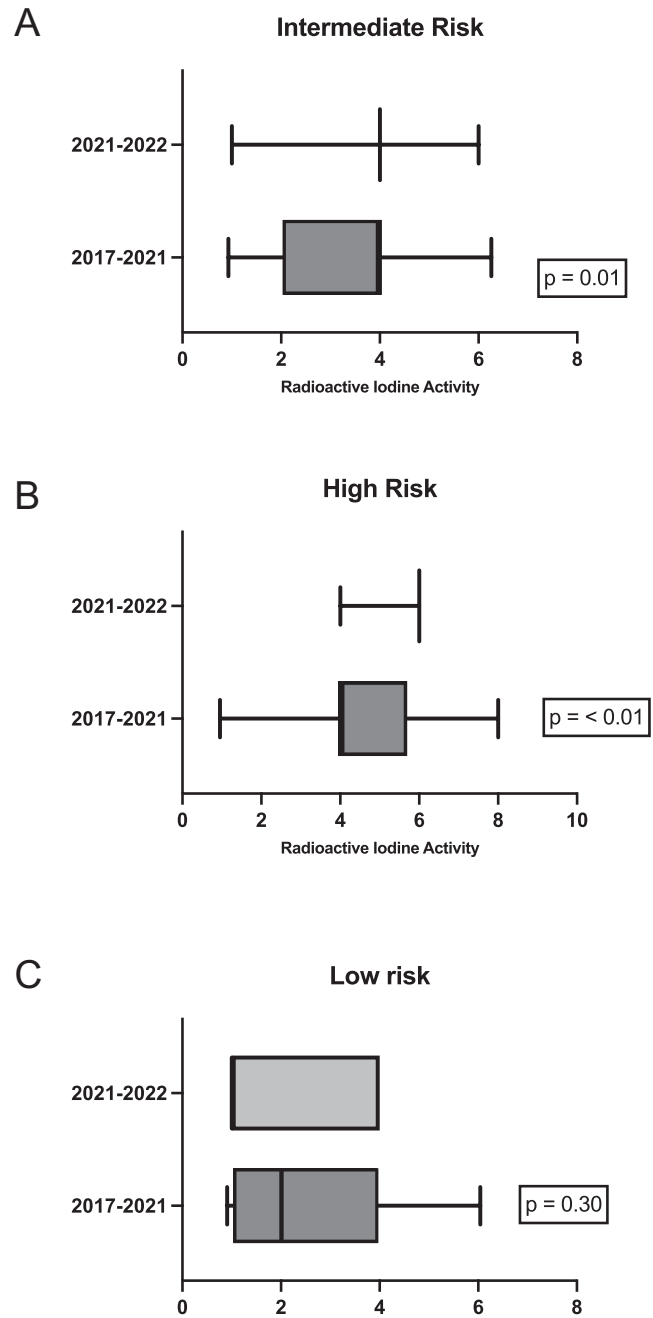 A
Intermediate Risk
2021-2022
2017-2021
p = 0.01
0 2 4 6 8
Radioactive Iodine Activity
B
High Risk
2021-2022
2017-2021
p = < 0.01
0 2 4 6 8 10
Radioactive Iodine Activity
C
Low risk
2021-2022
2017-2021
p = 0.30
0 2 4 6 8